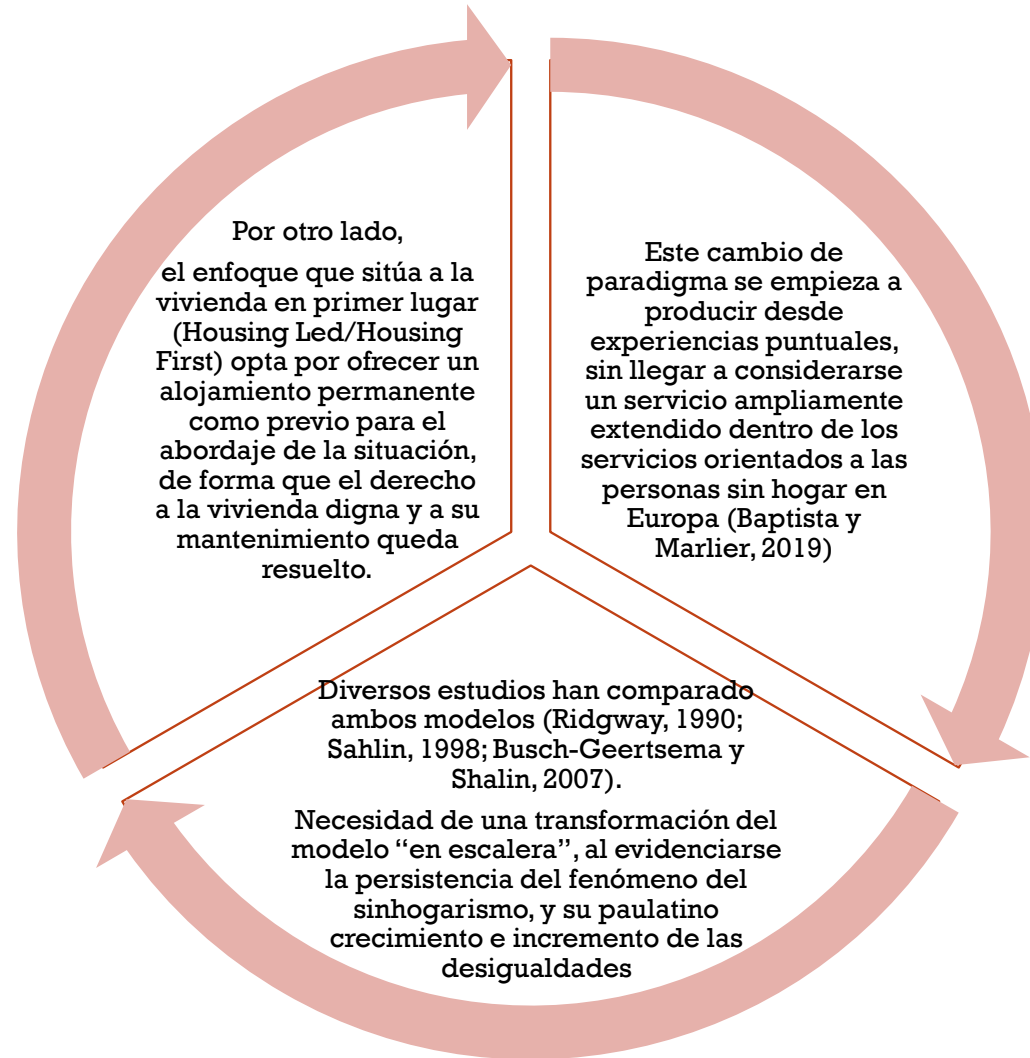 Por otro lado,
el enfoque que sitúa a la
vivienda en primer lugar
(Housing Led/Housing
First) opta por ofrecer un
alojamiento permanente
como previo para el
abordaje de la situación,
de forma que el derecho
a la vivienda digna y a su
mantenimiento queda
resuelto.
Este cambio de
paradigma se empieza a
producir desde
experiencias puntuales,
sin llegar a considerarse
un servicio ampliamente
extendido dentro de los
servicios orientados a las
personas sin hogar en
Europa (Baptista y
Marlier, 2019)
Diversos estudios han comparado
ambos modelos (Ridgway, 1990;
Sahlin, 1998; Busch-Geertsema y
Shalin, 2007).
Necesidad de una transformación del
modelo “en escalera”, al evidenciarse
la persistencia del fenómeno del
sinhogarismo, y su paulatino
crecimiento e incremento de las
desigualdades